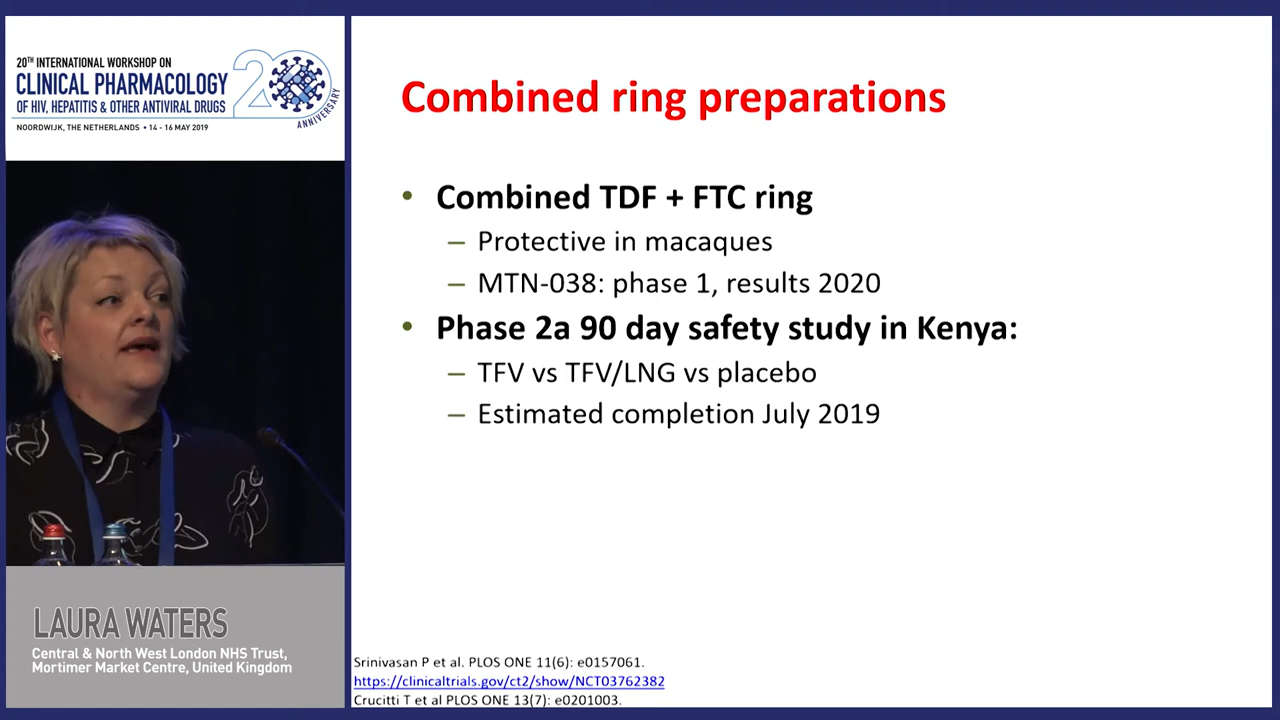 20TH INTERNATIONAL WORKSHOP ON
CLINICAL PHARMACOLOGY
OF HIV, HEPATITIS & OTHER ANTIVIRAL DRUGS
NOORDWIJK, THE NETHERLANDS • 14 - 16 MAY 2019
20
ANNIVERSARY
Combined ring preparations
• Combined TDF + FTC ring
– Protective in macaques
– MTN-038: phase 1, results 2020
• Phase 2a 90 day safety study in Kenya:
– TFV vs TFV/LNG vs placebo
– Estimated completion July 2019
LAURA WATERS
Central & North West London NHS Trust,
Mortimer Market Centre, United Kingdom
Srinivasan P et al. PLOS ONE 11(6): e0157061.
https://clinicaltrials.gov/ct2/show/NCT03762382
Crucitti T et al PLOS ONE 13(7): e0201003.